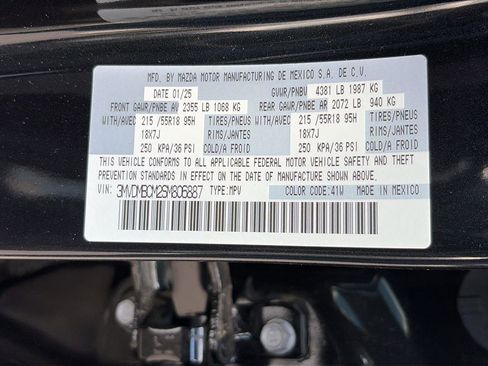 MFD. BY MAZDA MOTOR MANUFACTURING DE MEXICO S.A. DE C.V.
DATE 01/25 GVWR/PNBV 4381 LB 1987 KG
FRONT GAWR/PNBE AV 2355 LB 1068 KG REAR GAWR/PNBE AR 2072 LB 940 KG
WITH/AVEC 215 /55R18 95H TIRES/PNEUS WITH/AVEC 215 /55R18 95H TIRES/PNEUS
18X7J RIMS/JANTES 18X7J RIMS/JANTES
250 KPA/36 PSI COLD/A FROID 250 KPA/36 PSI COLD/A FROID
THIS VEHICLE CONFORMS TO ALL APPLICABLE FEDERAL MOTOR VEHICLE SAFETY AND THEFT
PREVENTION STANDARDS IN EFFECT ON THE DATE OF MANUFACTURE SHOWN ABOVE.
VIN: 3MVDMBCM2SM806887 TYPE: MPV COLOR CODE: 41W MADE IN MEXICO